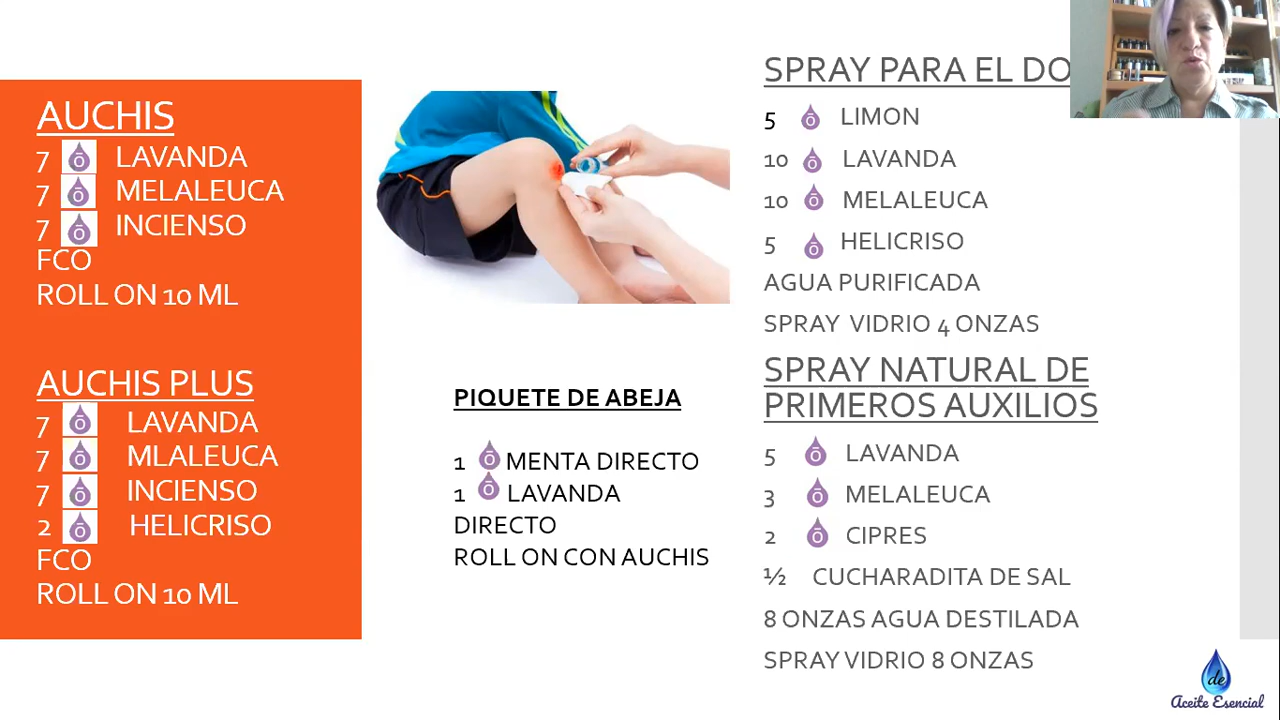 AUCHIS
7 ō LAVANDA
7 ō MELALEUCA
7 ō INCIENSO
FCO
ROLL ON 10 ML
AUCHIS PLUS
7 ō LAVANDA
7 ō MLALEUCA
7 ō INCIENSO
2 ō HELICRISO
FCO
ROLL ON 10 ML
PIQUETE DE ABEJA
1 ō MENTA DIRECTO
1 ō LAVANDA
DIRECTO
ROLL ON CON AUCHIS
SPRAY PARA EL DO
5 ō LIMON
10 ō LAVANDA
10 ō MELALEUCA
5 ō HELICRISO
AGUA PURIFICADA
SPRAY VIDRIO 4 ONZAS
SPRAY NATURAL DE
PRIMEROS AUXILIOS
5 ō LAVANDA
3 ō MELALEUCA
2 ō CIPRES
½ CUCHARADITA DE SAL
8 ONZAS AGUA DESTILADA
SPRAY VIDRIO 8 ONZAS
de
Aceite Esencial